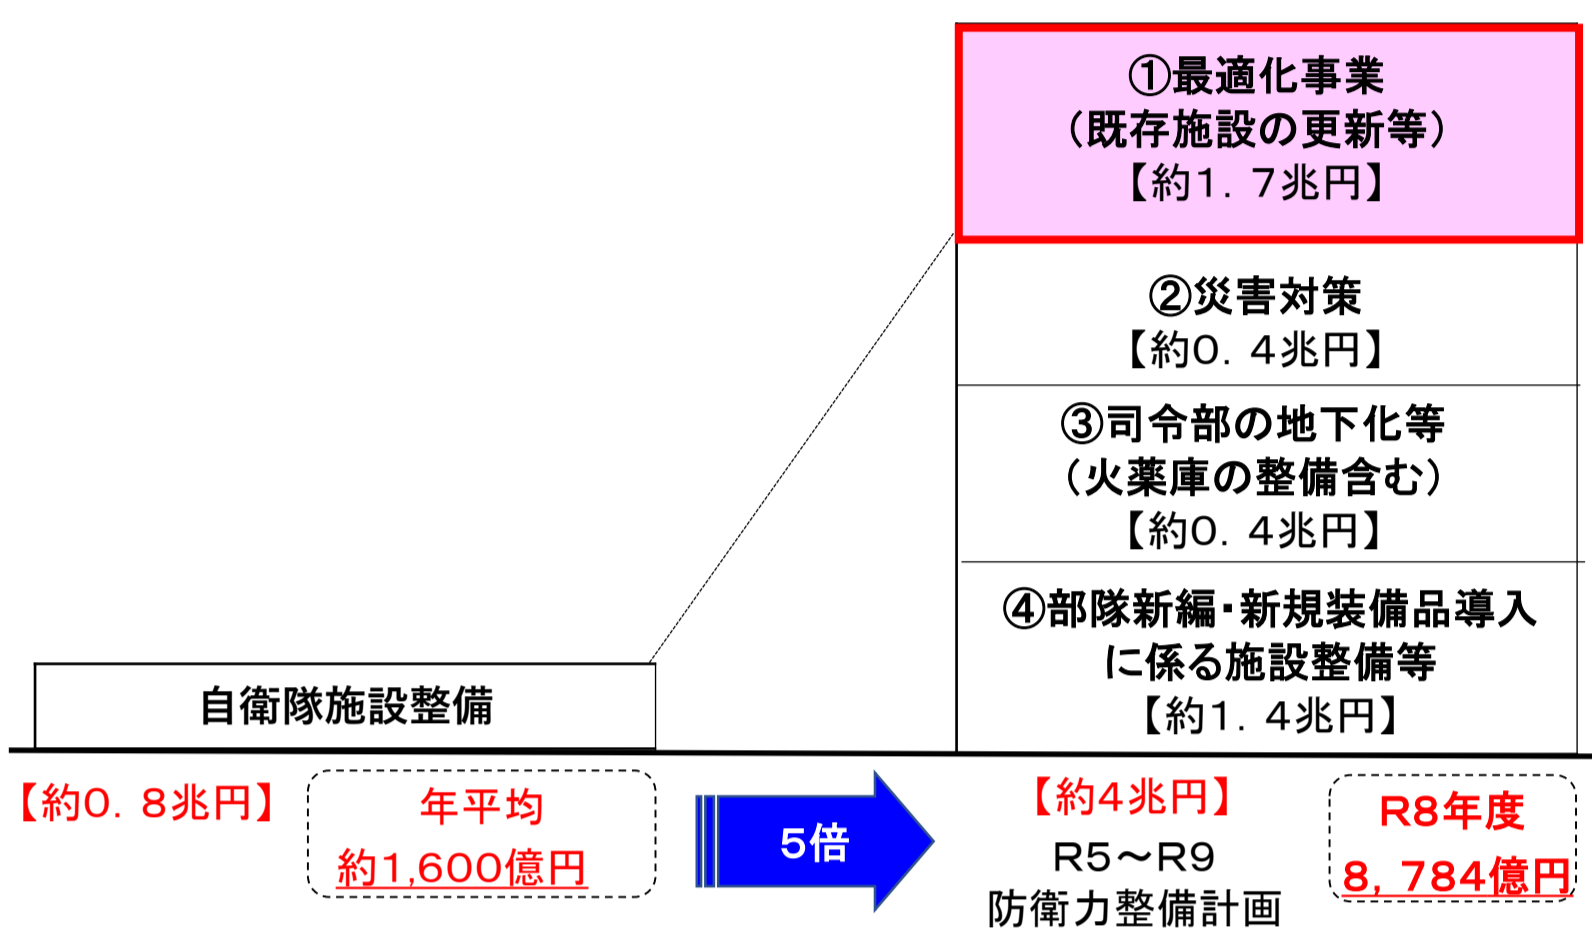 ①最適化事業
（既存施設の更新等）
【約１．７兆円】
②災害対策
【約０．４兆円】
③司令部の地下化等
（火薬庫の整備含む）
【約０．４兆円】
④部隊新編・新規装備品導入
に係る施設整備等
【約１．４兆円】
自衛隊施設整備
【約０．８兆円】
年平均
約1,600億円
５倍
【約４兆円】
Ｒ５～Ｒ９
防衛力整備計画
Ｒ８年度
８，７８４億円